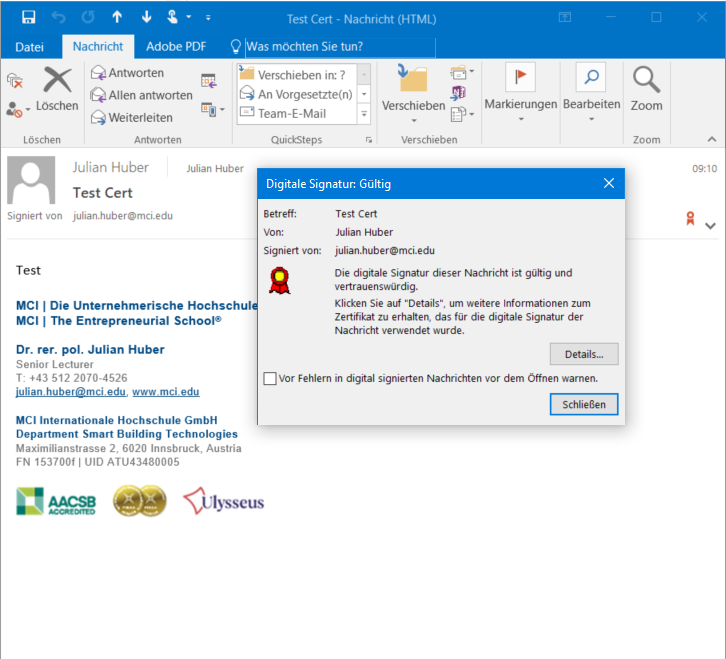 Test Cert - Nachricht (HTML)
Datei Nachricht Adobe PDF Was möchten Sie tun?
Löschen
Antworten
Allen antworten
Weiterleiten
Verschieben in: ?
An Vorgesetzte(n)
Team-E-Mail
Verschieben
Markierungen
Bearbeiten
Zoom
Löschen Antworten QuickSteps Verschieben Zoom
Julian Huber Julian Huber 09:10
Test Cert
Signiert von julian.huber@mci.edu
Digitale Signatur: Gültig
Betreff: Test Cert
Von: Julian Huber
Signiert von: julian.huber@mci.edu
Die digitale Signatur dieser Nachricht ist gültig und
vertrauenswürdig.
Klicken Sie auf "Details", um weitere Informationen zum
Zertifikat zu erhalten, das für die digitale Signatur der
Nachricht verwendet wurde.
Details...
Vor Fehlern in digital signierten Nachrichten vor dem Öffnen warnen.
Schließen
Test
MCI | Die Unternehmerische Hochschule
MCI | The Entrepreneurial School®
Dr. rer. pol. Julian Huber
Senior Lecturer
T: +43 512 2070-4526
julian.huber@mci.edu, www.mci.edu
MCI Internationale Hochschule GmbH
Department Smart Building Technologies
Maximilianstrasse 2, 6020 Innsbruck, Austria
FN 153700f | UID ATU43480005
AACSB
ACCREDITED
Ulysseus